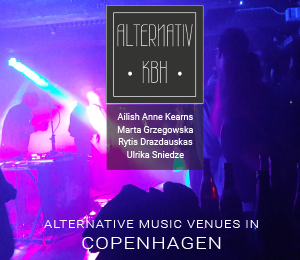 ALTERNATIV
KBH
Ailish Anne Kearns
Marta Grzegowska
Rytis Drazdauskas
Ulrika Sniedze
ALTERNATIVE MUSIC VENUES IN
COPENHAGEN